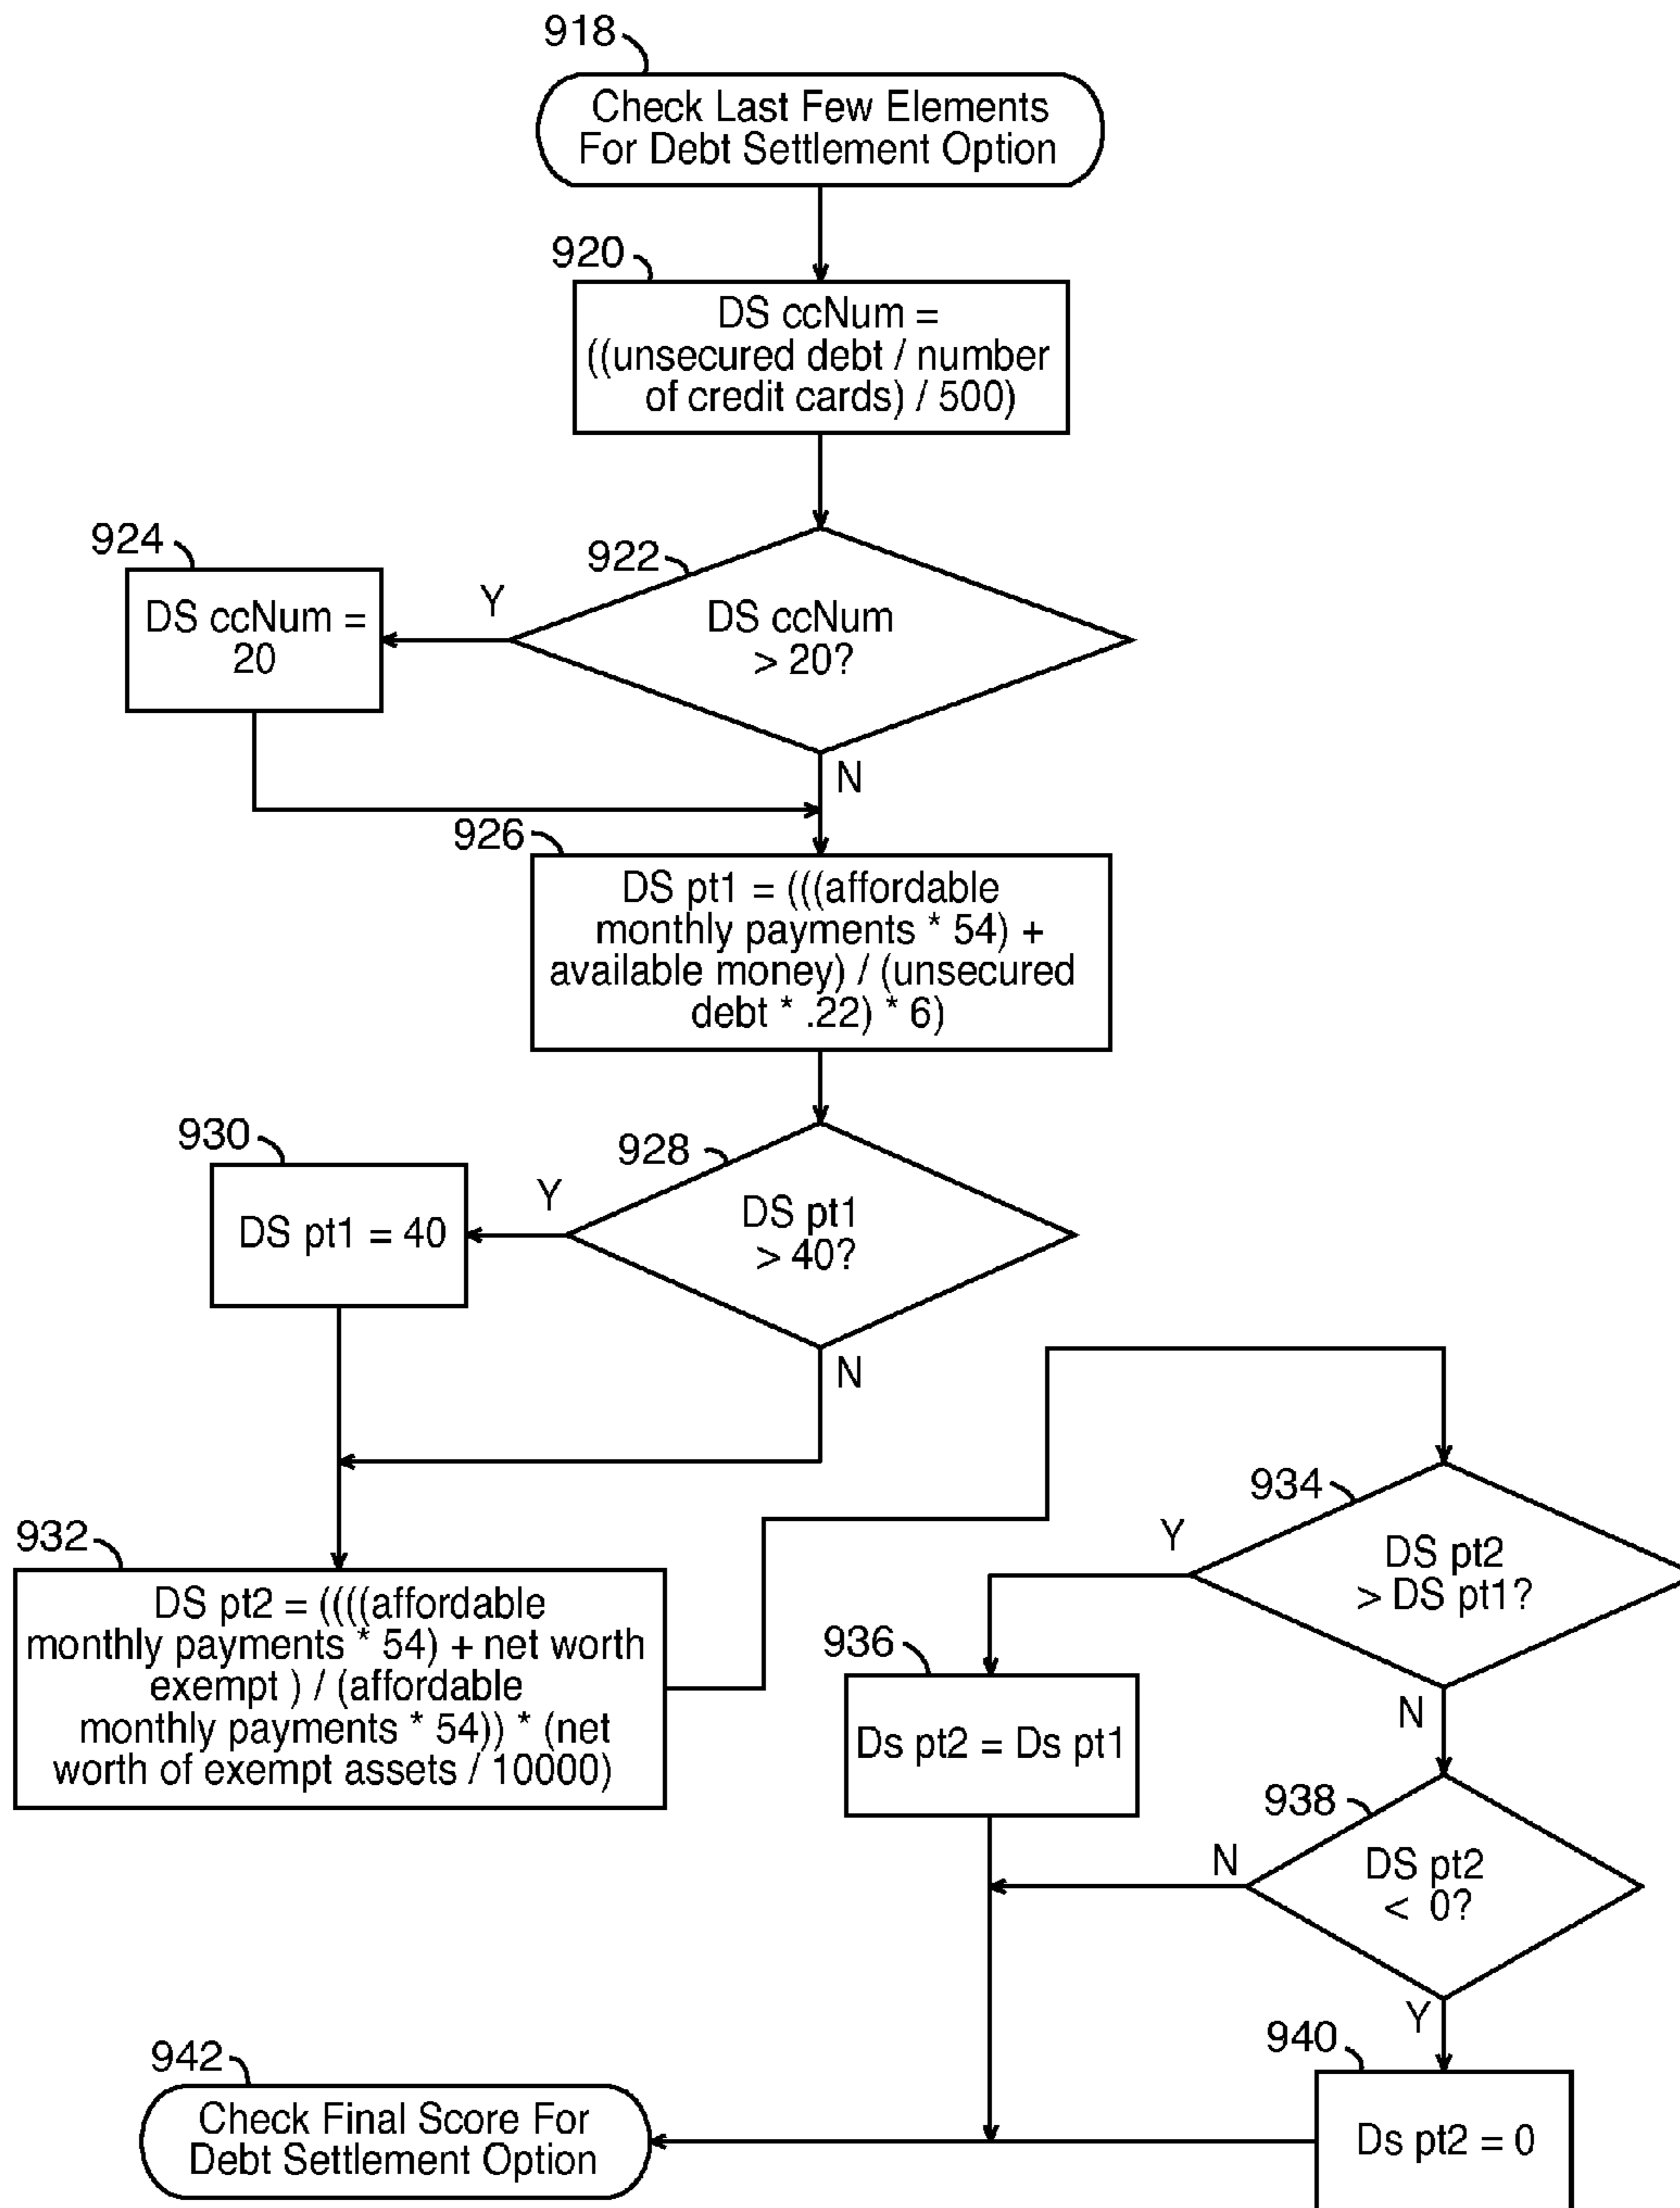 918
Check Last Few Elements
For Debt Settlement Option
920
DS ccNum =
((unsecured debt / number
of credit cards) / 500)
924
922
Y
DS ccNum =
20
DS ccNum
> 20?
N
926
DS pt1 = (((affordable
monthly payments * 54) +
available money) / (unsecured
debt * .22) * 6)
930
928
Y
DS pt1 = 40
DS pt1
> 40?
N
934
932
Y
DS pt2
> DS pt1?
DS pt2 = ((((affordable
monthly payments * 54) + net worth
exempt ) / (affordable
monthly payments * 54)) * (net
worth of exempt assets / 10000)
936
N
Ds pt2 = Ds pt1
938
N
DS pt2
< 0?
Y
942
940
Check Final Score For
Debt Settlement Option
Ds pt2 = 0